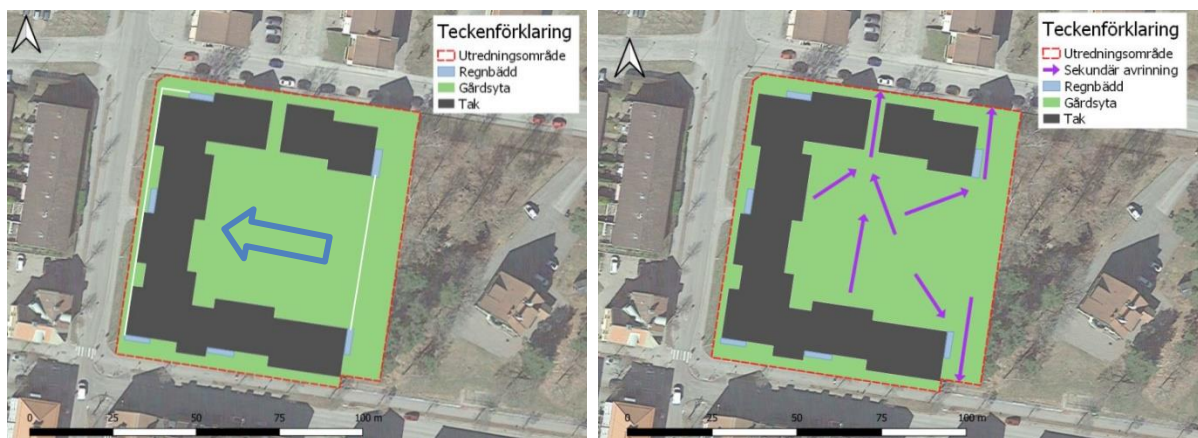 Teckenförklaring
Utredningsområde
Regnbädd
Gårdsyta
Tak
0 25 50 75 100 m
Teckenförklaring
Utredningsområde
Sekundär avrinning
Regnbädd
Gårdsyta
Tak
0 25 50 75 100 m